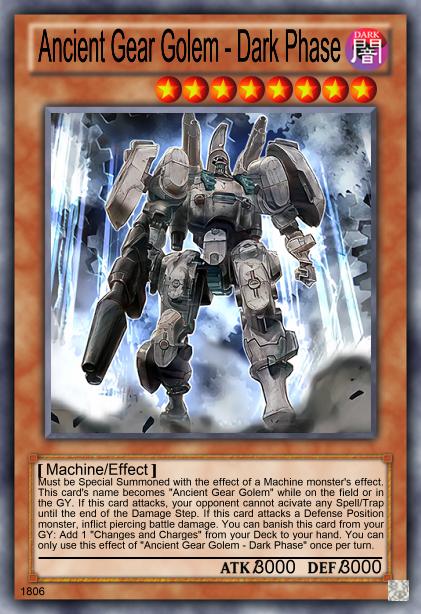 Ancient Gear Golem - Dark Phase
DARK
闇
[ Machine/Effect ]
Must be Special Summoned with the effect of a Machine monster's effect.
This card's name becomes "Ancient Gear Golem" while on the field or in
the GY. If this card attacks, your opponent cannot acivate any Spell/Trap
until the end of the Damage Step. If this card attacks a Defense Position
monster, inflict piercing battle damage. You can banish this card from your
GY: Add 1 "Changes and Charges" from your Deck to your hand. You can
only use this effect of "Ancient Gear Golem - Dark Phase" once per turn.
ATK 3000 DEF 3000
1806